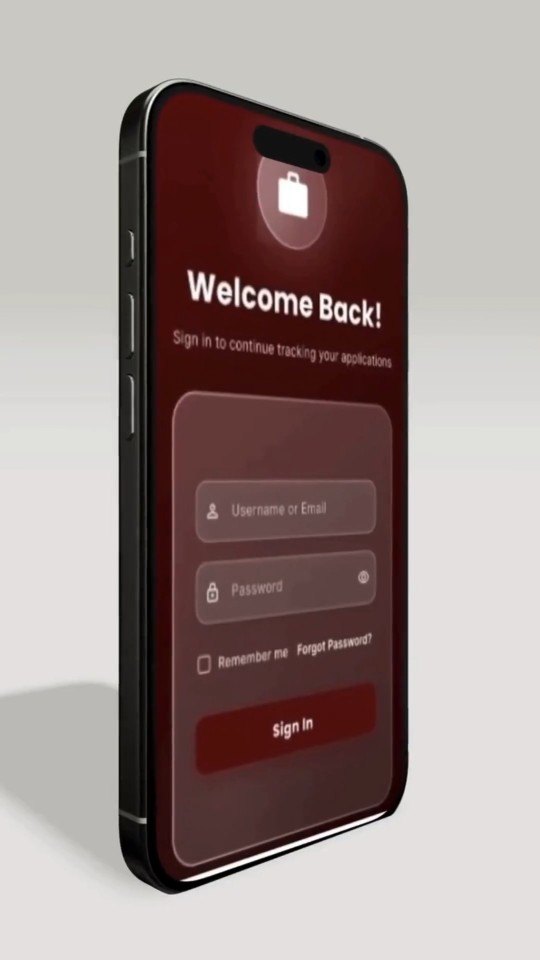 Welcome Back!
Sign in to continue tracking your applications
Username or Email
Password
Remember me Forgot Password?
Sign In